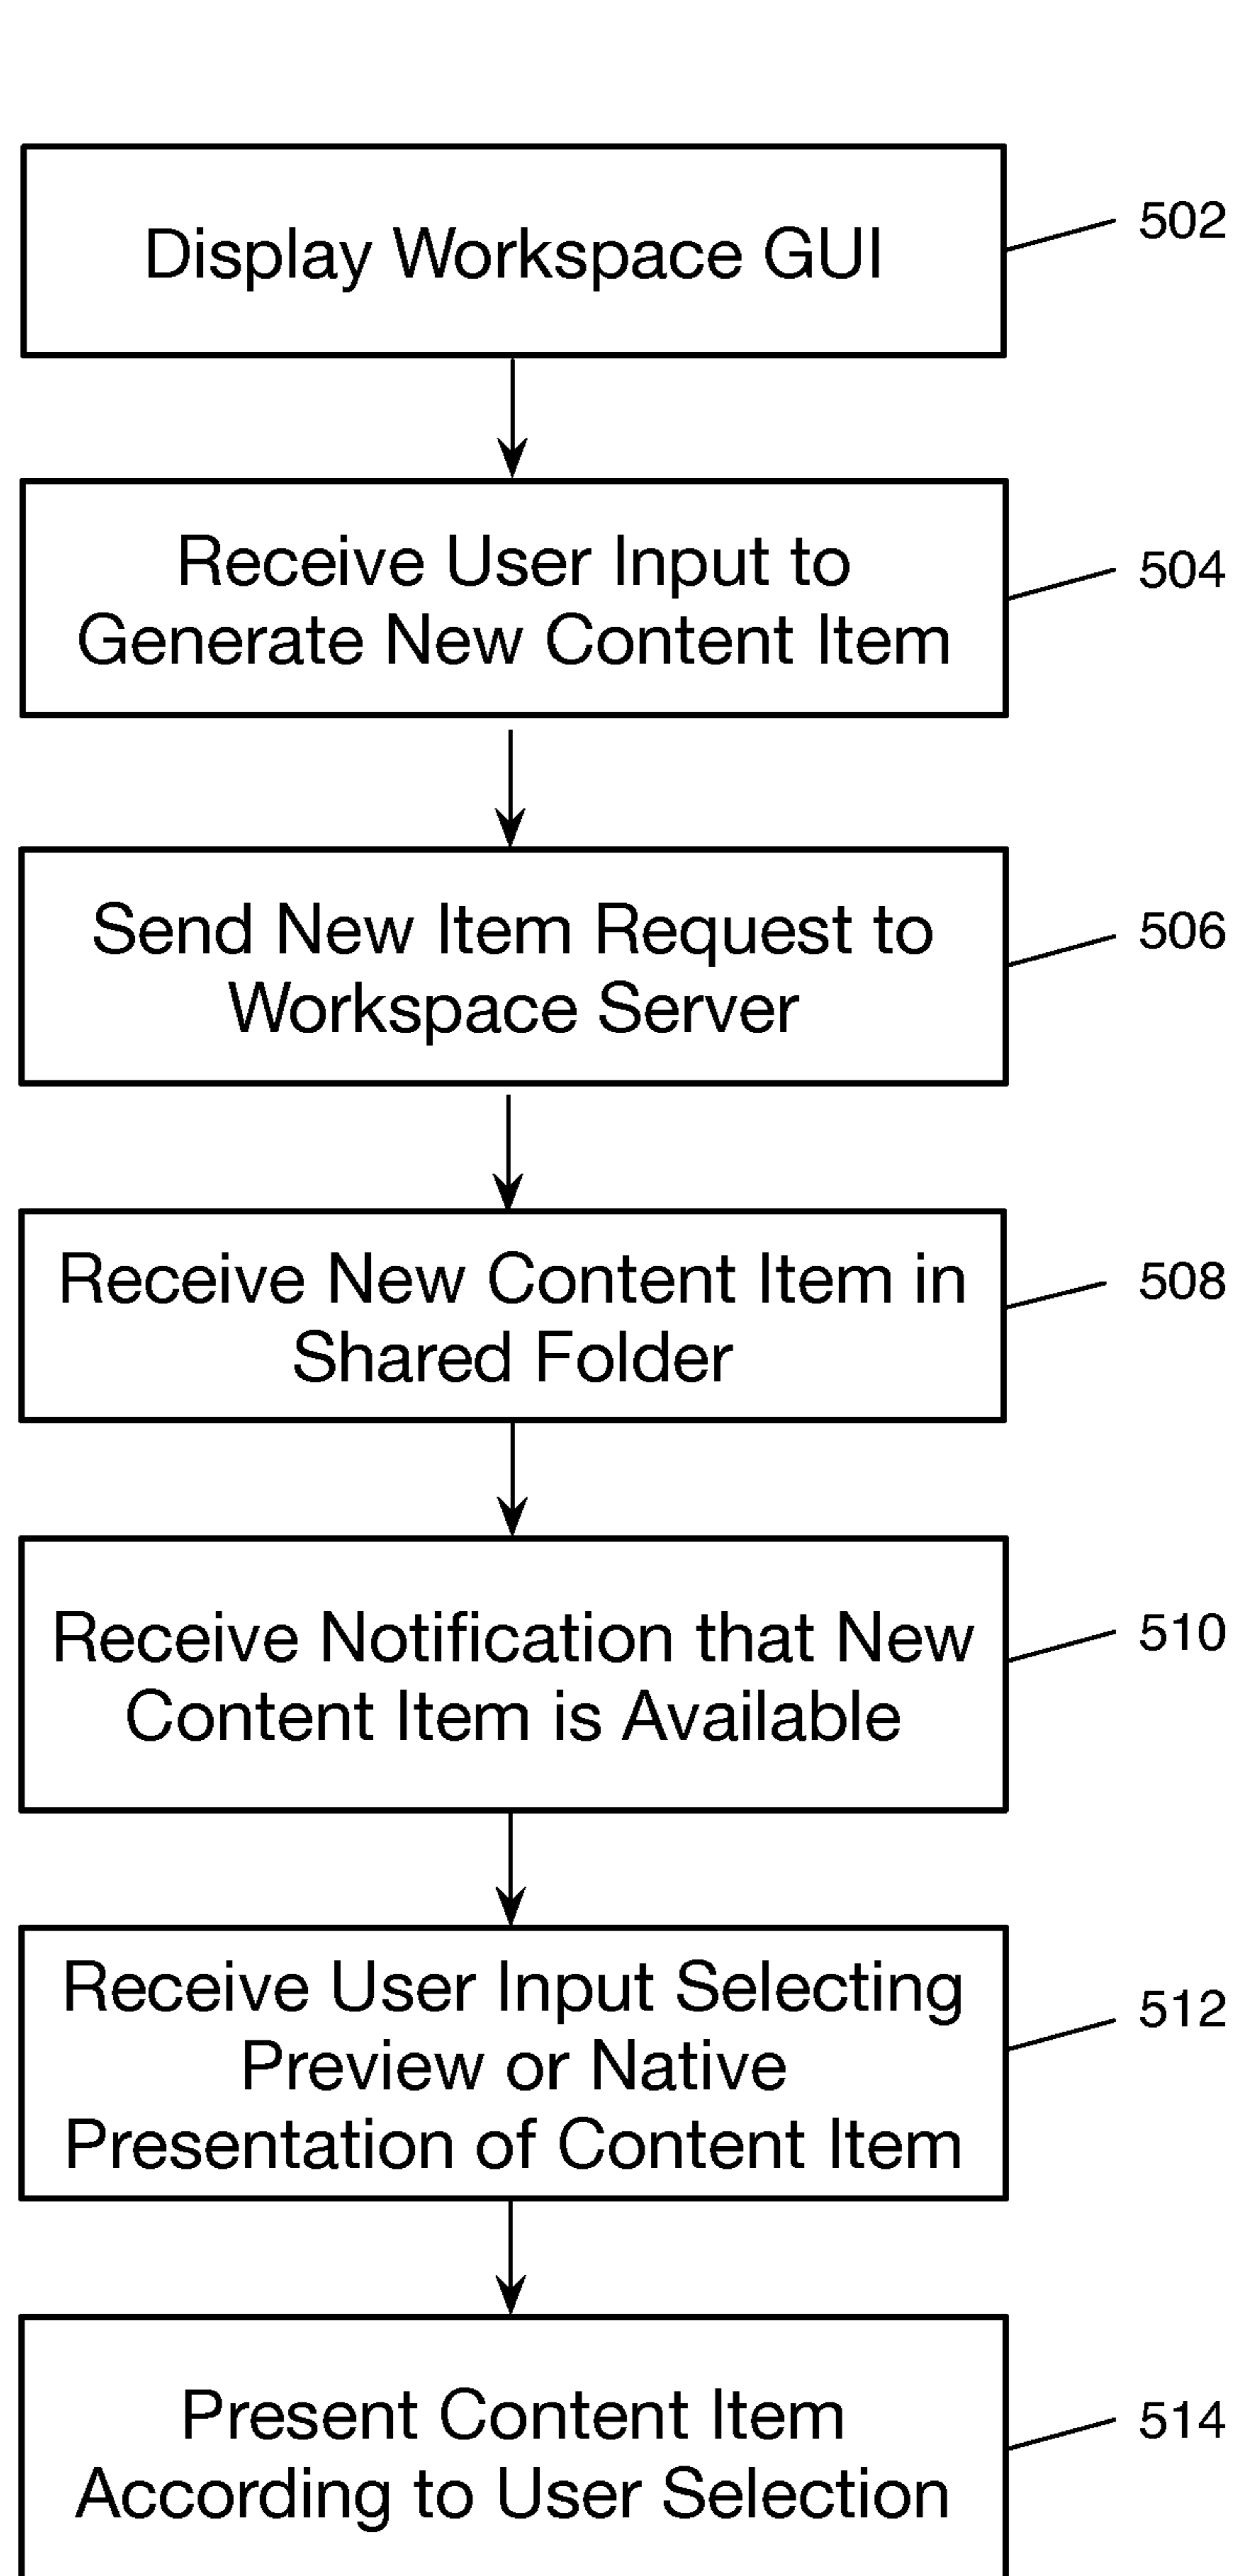 Display Workspace GUI
502
Receive User Input to
Generate New Content Item
504
Send New Item Request to
Workspace Server
506
Receive New Content Item in
Shared Folder
508
Receive Notification that New
Content Item is Available
510
Receive User Input Selecting
Preview or Native
Presentation of Content Item
512
Present Content Item
According to User Selection
514